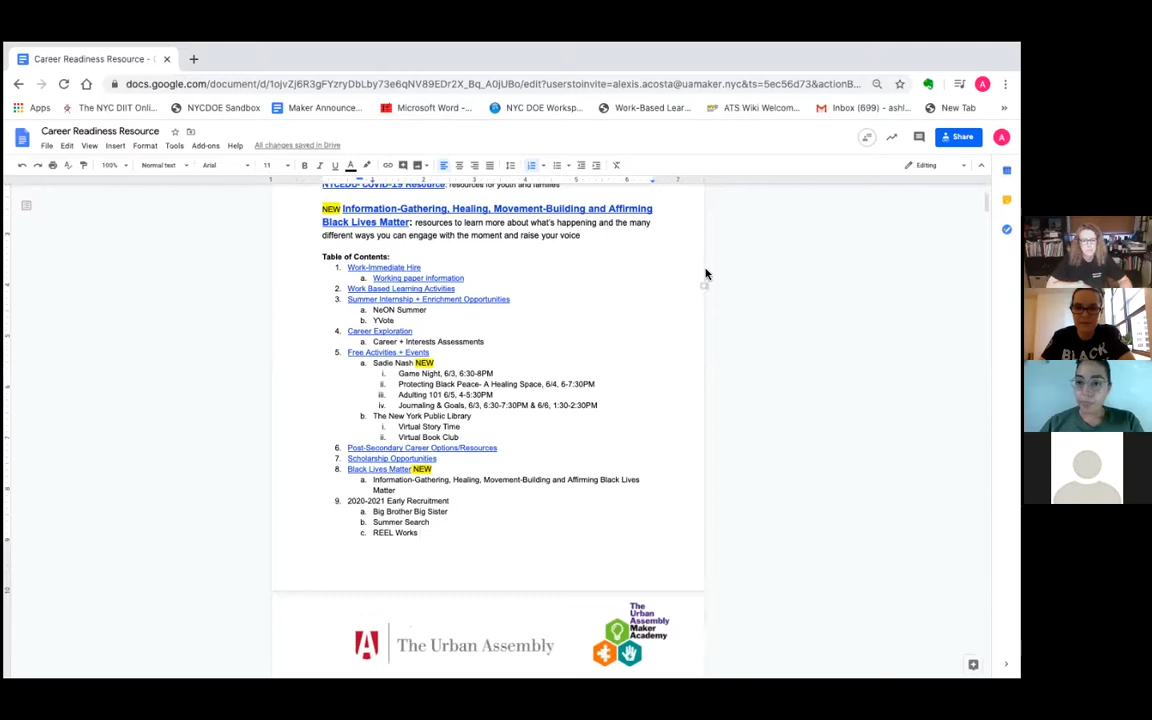 Career Readiness Resource -
docs.google.com/document/d/1ojvZj6R3gFYzryDbLby73e6qNV89EDr2X_Bq_A0jUBo/edit?userstoinvite=alexis.acosta@uamaker.nyc&ts=5ec56d73&actionB...
Apps The NYC DIIT Onli... NYCDOE Sandbox Maker Announce... Microsoft Word -... NYC DOE Worksp... Work-Based Lear... ATS Wiki Welcom... Inbox (699) - ashl... New Tab
Career Readiness Resource
File Edit View Insert Format Tools Add-ons Help All changes saved in Drive
Share
A
100% Normal text Arial 11 Editing
NYCEDU- COVID-19 Resource: resources for youth and families
NEW Information-Gathering, Healing, Movement-Building and Affirming
Black Lives Matter: resources to learn more about what's happening and the many
different ways you can engage with the moment and raise your voice
Table of Contents:
1. Work-Immediate Hire
a. Working paper information
2. Work Based Learning Activities
3. Summer Internship + Enrichment Opportunities
a. NeON Summer
b. YVote
4. Career Exploration
a. Career + Interests Assessments
5. Free Activities + Events
a. Sadie Nash NEW
i. Game Night, 6/3, 6:30-8PM
ii. Protecting Black Peace- A Healing Space, 6/4, 6-7:30PM
iii. Adulting 101 6/5, 4-5:30PM
iv. Journaling & Goals, 6/3, 6:30-7:30PM & 6/6, 1:30-2:30PM
b. The New York Public Library
i. Virtual Story Time
ii. Virtual Book Club
6. Post-Secondary Career Options/Resources
7. Scholarship Opportunities
8. Black Lives Matter NEW
a. Information-Gathering, Healing, Movement-Building and Affirming Black Lives
Matter
9. 2020-2021 Early Recruitment
a. Big Brother Big Sister
b. Summer Search
c. REEL Works
A The Urban Assembly
The
Urban
Assembly
Maker
Academy
BLACK